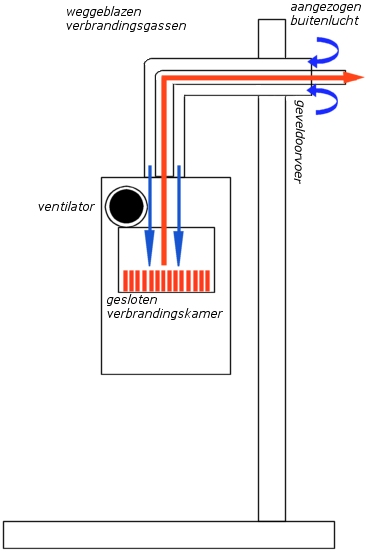 weggeblazen
verbrandingsgassen
aangezogen
buitenlucht
geveldoorvoer
ventilator
gesloten
verbrandingskamer